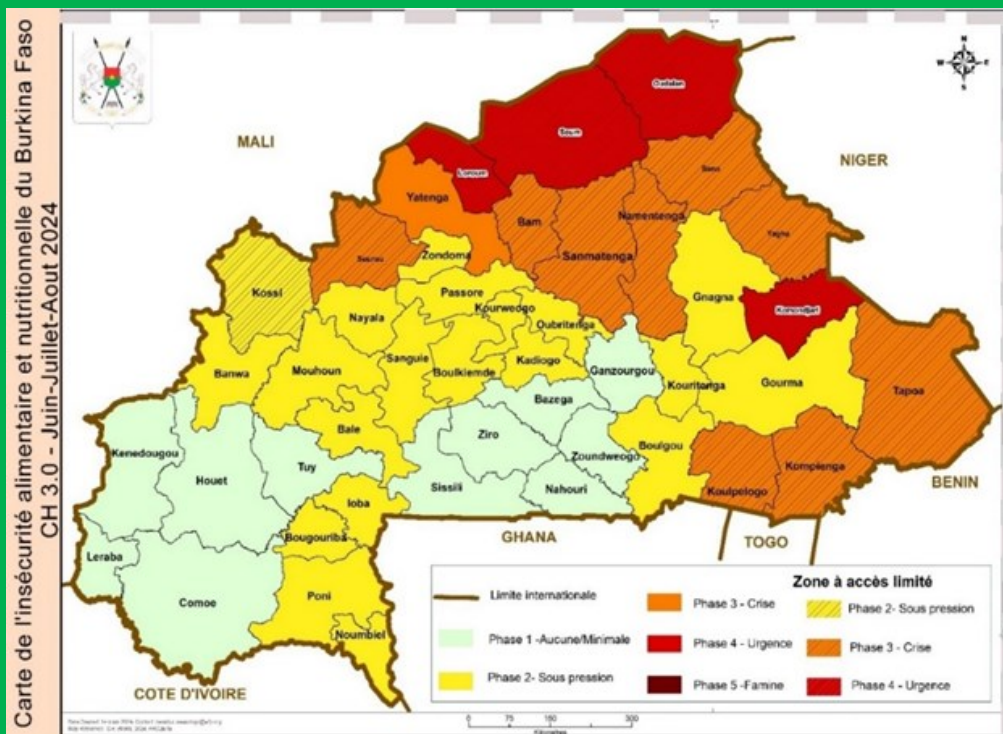 Carte de l'insécurité alimentaire et nutritionnelle du Burkina Faso
CH 3.0 - Juin-Juillet-Aout 2024
N
W
E
S
MALI
NIGER
Oudalan
Soum
Loroum
Yatenga
Bam
Seno
Namentenga
Sanmatenga
Yagha
Sourou
Zondoma
Kossi
Passore
Kourweogo
Gnagna
Komondjari
Nayala
Oubritenga
Banwa
Mouhoun
Sanguie
Boulkiemde
Kadiogo
Ganzourgou
Kouritenga
Gourma
Tapoa
Bale
Bazega
Kenedougou
Houet
Tuy
Ziro
Zoundweogo
Boulgou
Koulpelogo
Kompienga
Sissili
Nahouri
Ioba
Bougouriba
Leraba
Comoe
Poni
Noumbiel
GHANA
TOGO
BENIN
COTE D'IVOIRE
Zone à accès limité
Limite internationale
Phase 3 - Crise
Phase 2- Sous pression
Phase 1 -Aucune/Minimale
Phase 4 - Urgence
Phase 3 - Crise
Phase 2- Sous pression
Phase 5 -Famine
Phase 4 - Urgence
0 75 150 300
Kilometres